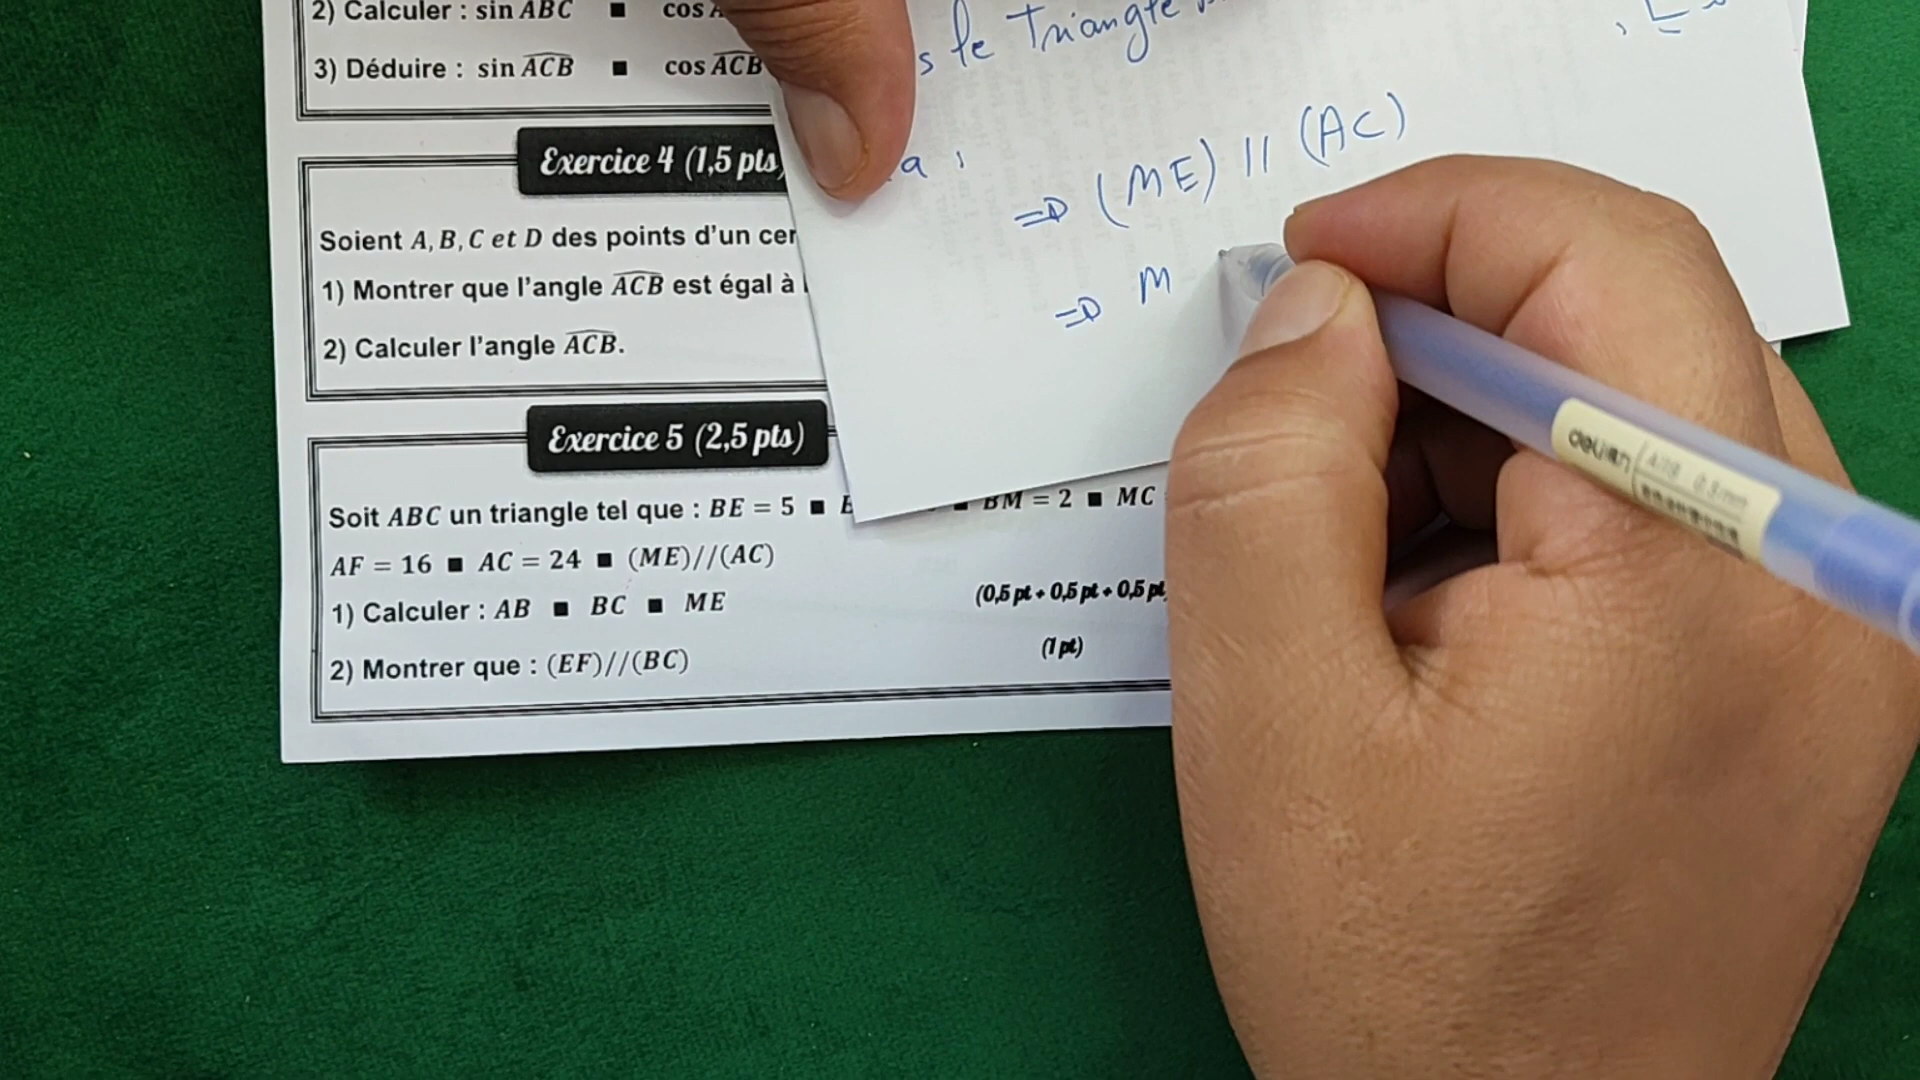 2) Calculer : sin ABC ■ cos
3) Déduire : sin ACB ■ cos ACB
Exercice 4 (1,5 pts
Soient A, B, C et D des points d'un cer
1) Montrer que l'angle ACB est égal à
2) Calculer l'angle ACB.
Exercice 5 (2,5 pts)
Soit ABC un triangle tel que : BE = 5 ■ ■ BM = 2 ■ MC
AF = 16 ■ AC = 24 ■ (ME)//(AC)
1) Calculer : AB ■ BC ■ ME
(0,5 pt + 0,5 pt + 0,5 pt
2) Montrer que : (EF)//(BC)
(1 pt)
s le Triangle
a :
⇒ (ME) // (AC)
⇒ M
deli
0.5mm